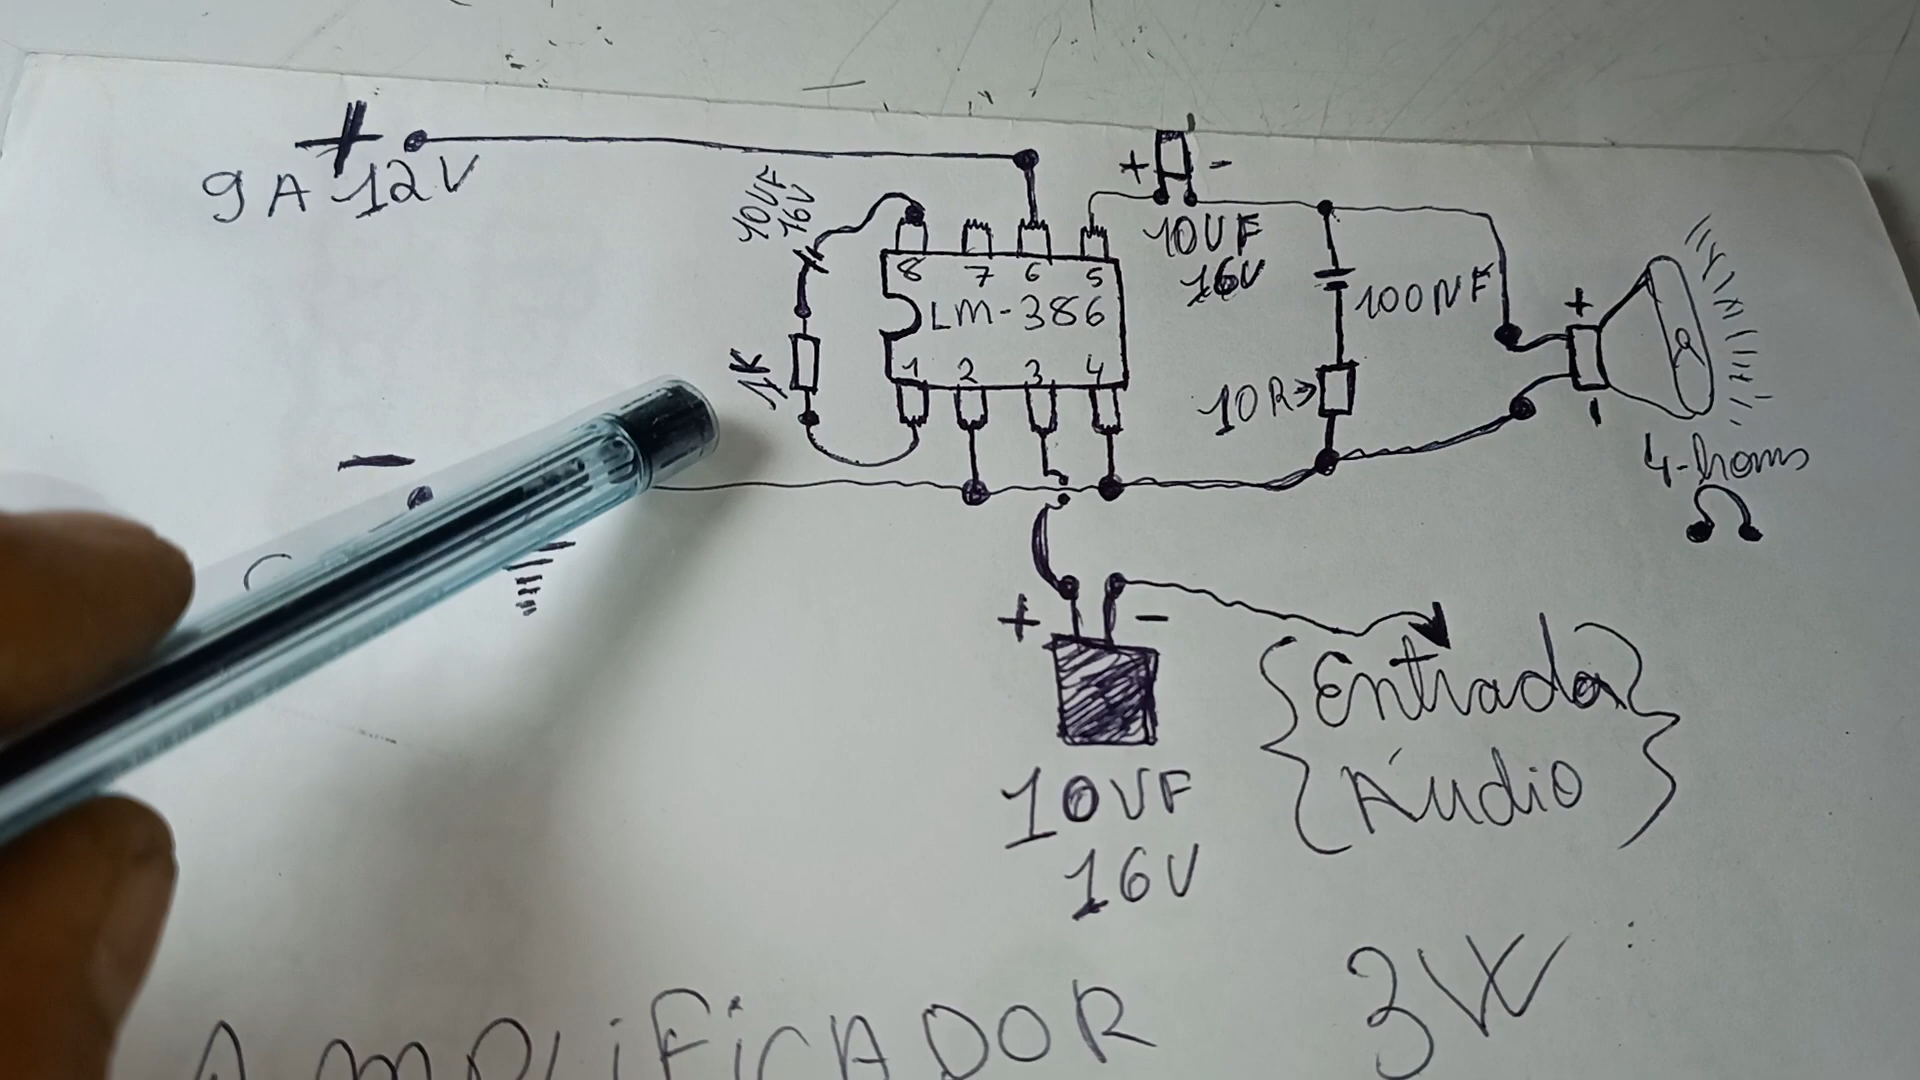 +
9 A 12V
10UF
16V
+ -
10UF
16V
8 7 6 5
LM-386
1 2 3 4
1K
100NF
10R
+
-
4-homs
Ω
-
+ -
10UF
16V
{Entrada}
{Áudio}
AMPLIFICADOR 3W